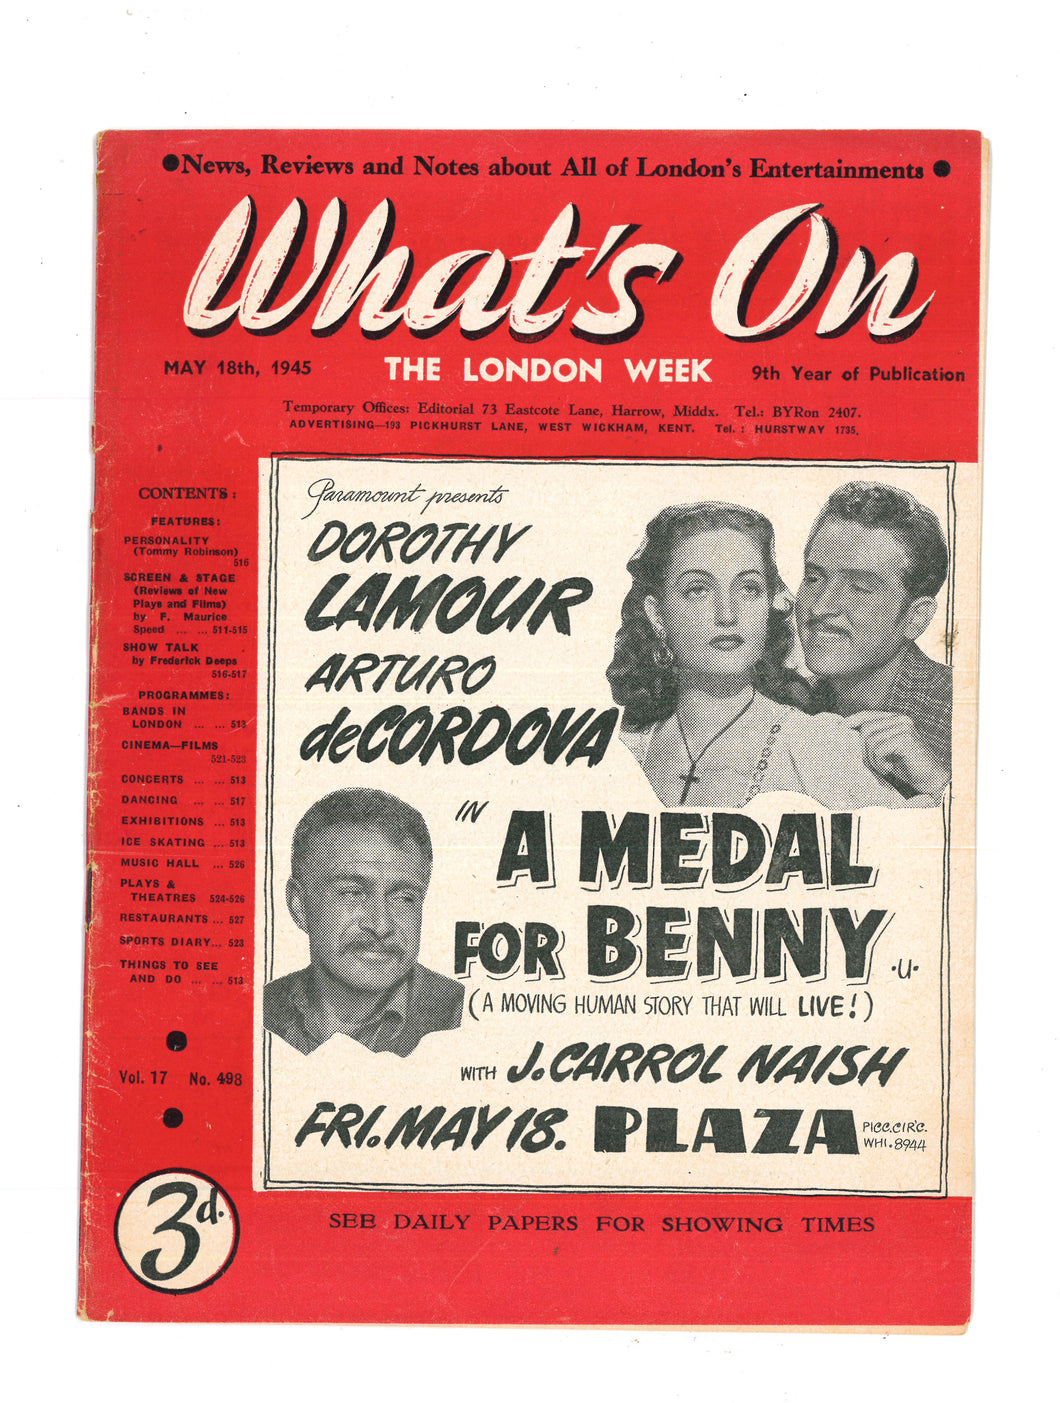 ●News, Reviews and Notes about All of London's Entertainments ●
What's On
MAY 18th, 1945 THE LONDON WEEK 9th Year of Publication
Temporary Offices: Editorial 73 Eastcote Lane, Harrow, Middx. Tel.: BYRon 2407.
ADVERTISING—193 PICKHURST LANE, WEST WICKHAM, KENT. Tel.: HURSTWAY 1735.
CONTENTS:
FEATURES:
PERSONALITY
(Tommy Robinson)
516
SCREEN & STAGE
(Reviews of New
Plays and Films)
by F. Maurice
Speed ... ... 511-515
SHOW TALK
by Frederick Deeps
516-517
PROGRAMMES:
BANDS IN
LONDON ... ... 513
CINEMA—FILMS
521-523
CONCERTS ... ... 513
DANCING ... ... 517
EXHIBITIONS ... 513
ICE SKATING ... 513
MUSIC HALL ... 526
PLAYS &
THEATRES 524-526
RESTAURANTS ... 527
SPORTS DIARY... 523
THINGS TO SEE
AND DO ... ... 513
Vol. 17 No. 498
3d.
Paramount presents
DOROTHY
LAMOUR
ARTURO
deCORDOVA
IN
A MEDAL
FOR BENNY ·U·
(A MOVING HUMAN STORY THAT WILL LIVE!)
WITH J. CARROL NAISH
FRI. MAY 18. PLAZA PICC.CIR'C.
WHI. 8944
SEE DAILY PAPERS FOR SHOWING TIMES